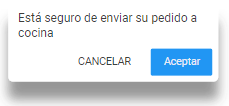 Está seguro de enviar su pedido a
cocina
CANCELAR Aceptar